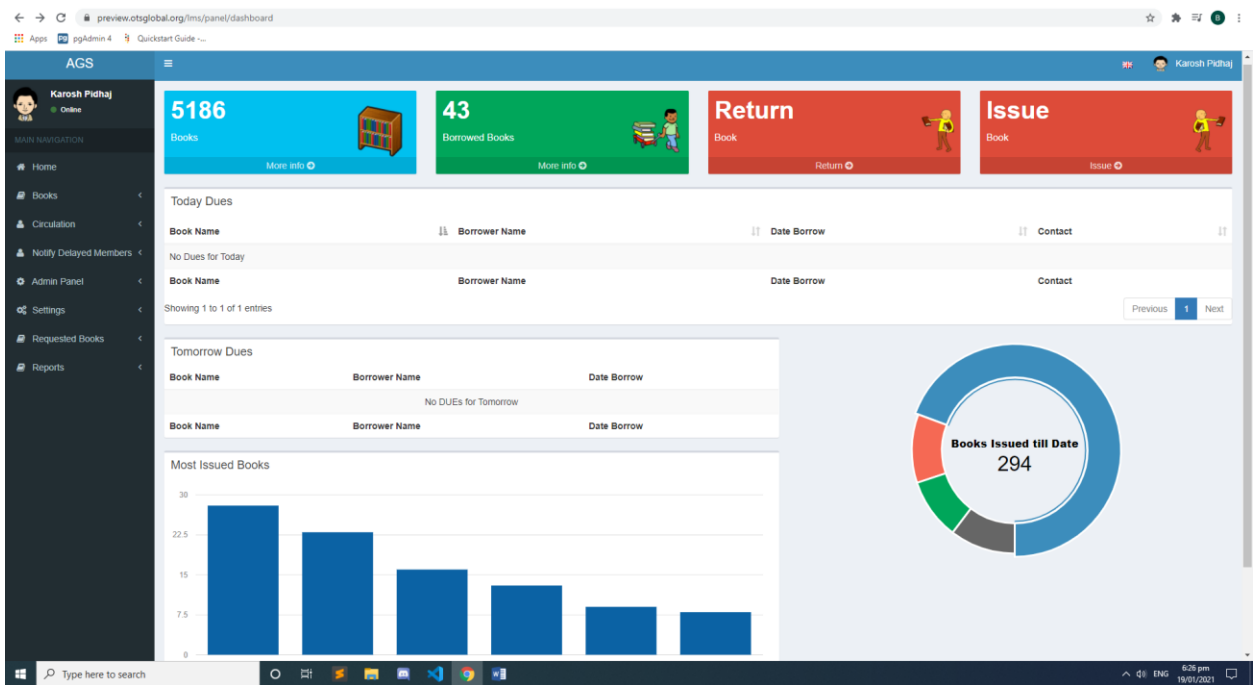 preview.otsglobal.org/lms/panel/dashboard
B
Apps Pg pgAdmin 4 Quickstart Guide -...
AGS
Karosh Pidhaj
Karosh Pidhaj
Online
MAIN NAVIGATION
Home
Books
Circulation
Notify Delayed Members
Admin Panel
Settings
Requested Books
Reports
5186
Books
More info
43
Borrowed Books
More info
Return
Book
Return
Issue
Book
Issue
Today Dues
Book Name Borrower Name Date Borrow Contact
No Dues for Today
Book Name Borrower Name Date Borrow Contact
Showing 1 to 1 of 1 entries
Previous 1 Next
Tomorrow Dues
Book Name Borrower Name Date Borrow
No DUEs for Tomorrow
Book Name Borrower Name Date Borrow
Books Issued till Date
294
Most Issued Books
30
22.5
15
7.5
0
Type here to search
ENG
6:26 pm
19/01/2021